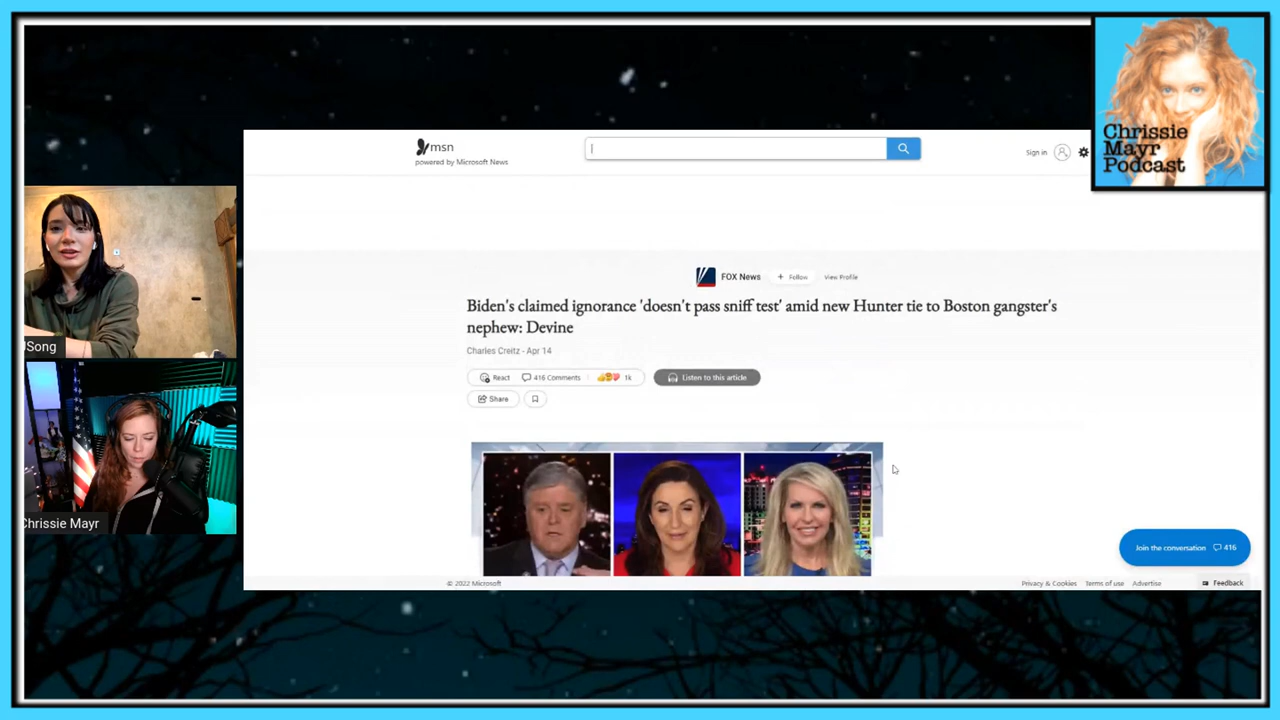 msn
powered by Microsoft News
Sign in
Chrissie
Mayr
Podcast
FOX News
+ Follow
View Profile
Biden's claimed ignorance 'doesn't pass sniff test' amid new Hunter tie to Boston gangster's
nephew: Devine
Charles Creitz - Apr 14
React
416 Comments
1k
Listen to this article
Share
JSong
Chrissie Mayr
Join the conversation 416
© 2022 Microsoft
Privacy & Cookies
Terms of use
Advertise
Feedback